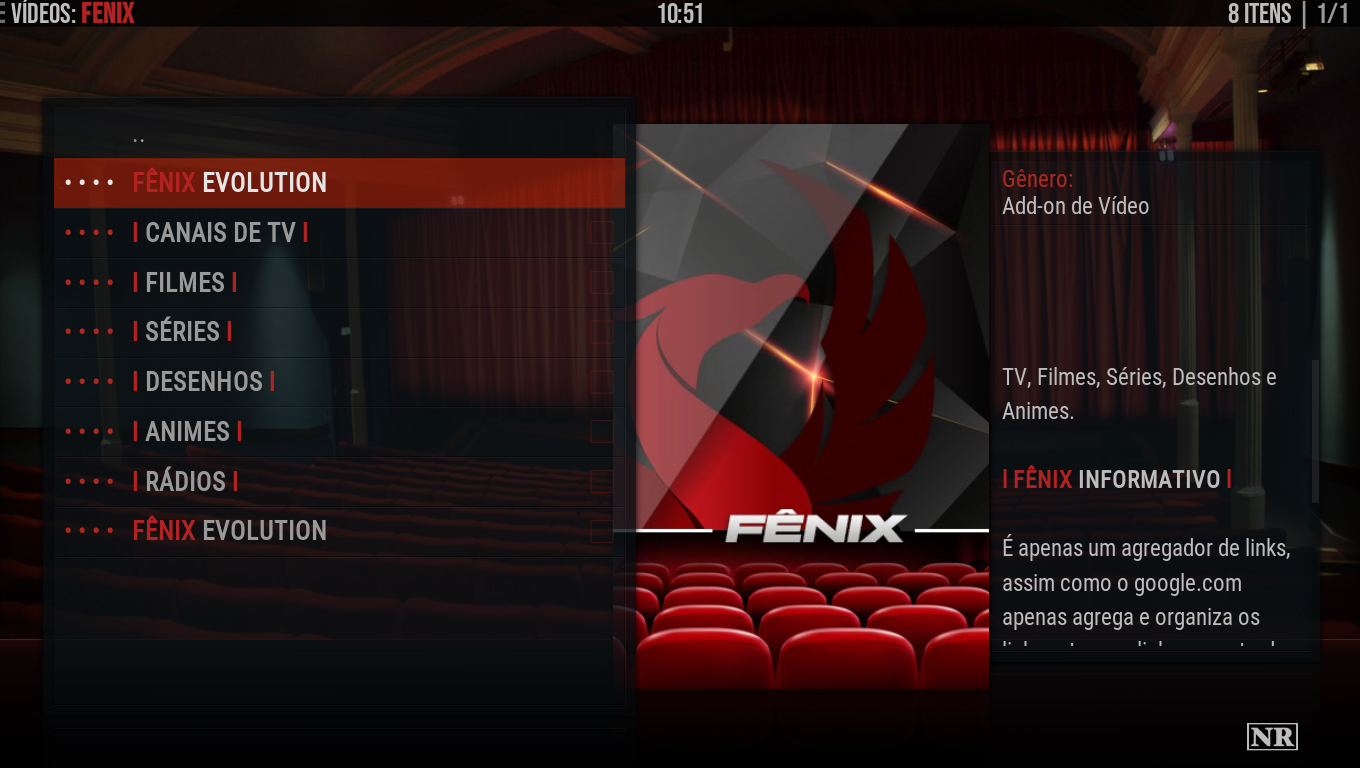 VÍDEOS: FENIX
10:51
8 ITENS | 1/1
..
FÊNIX EVOLUTION
| CANAIS DE TV |
| FILMES |
| SÉRIES |
| DESENHOS |
| ANIMES |
| RÁDIOS |
FÊNIX EVOLUTION
FÊNIX
Gênero:
Add-on de Vídeo
TV, Filmes, Séries, Desenhos e
Animes.
| FÊNIX INFORMATIVO |
É apenas um agregador de links,
assim como o google.com
apenas agrega e organiza os
NR